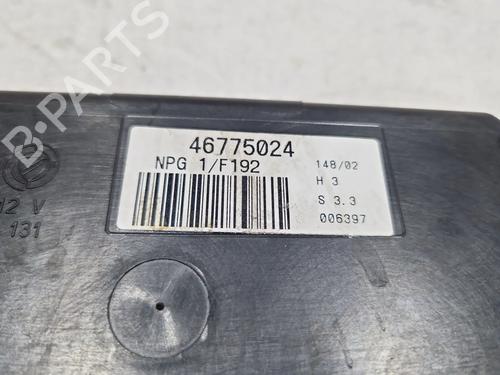 46775024
NPG 1/F192
148/02
H 3
S 3.3
006397
12 V
131
B-PARTS